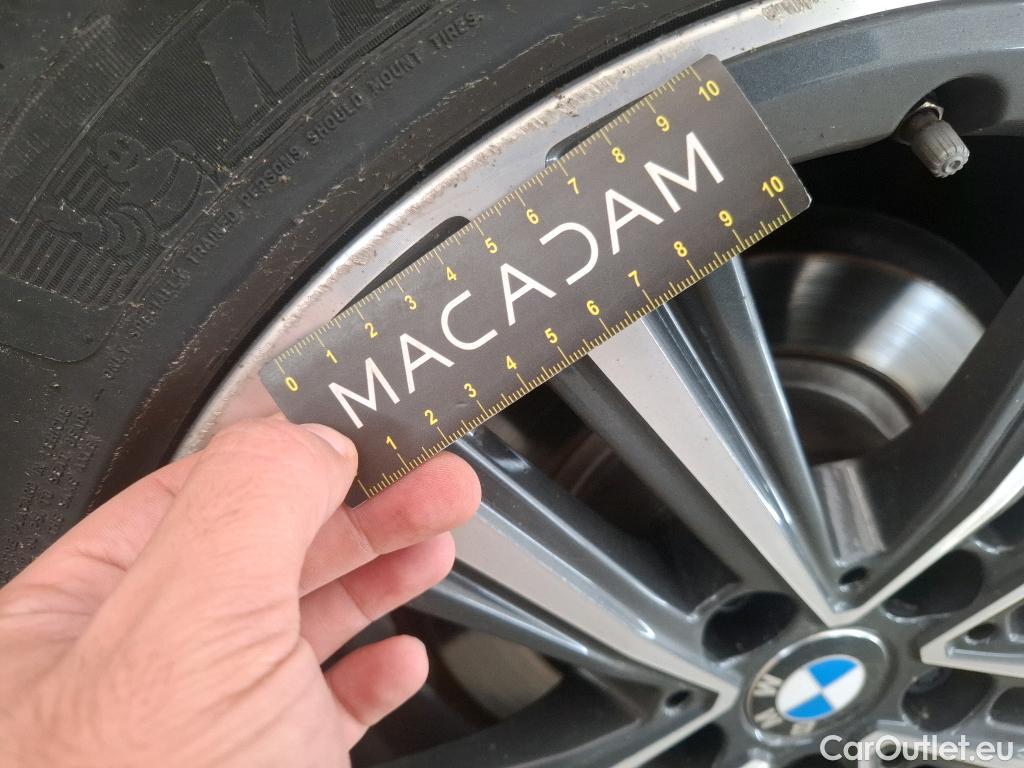 SHOULD MOUNT TIRES.
ONLY SPECIALLY TRAINED PERSONS
0 1 2 3 4 5 6 7 8 9 10
MACADAM
1 2 3 4 5 6 7 8 9 10
BMW
CarOutlet.eu